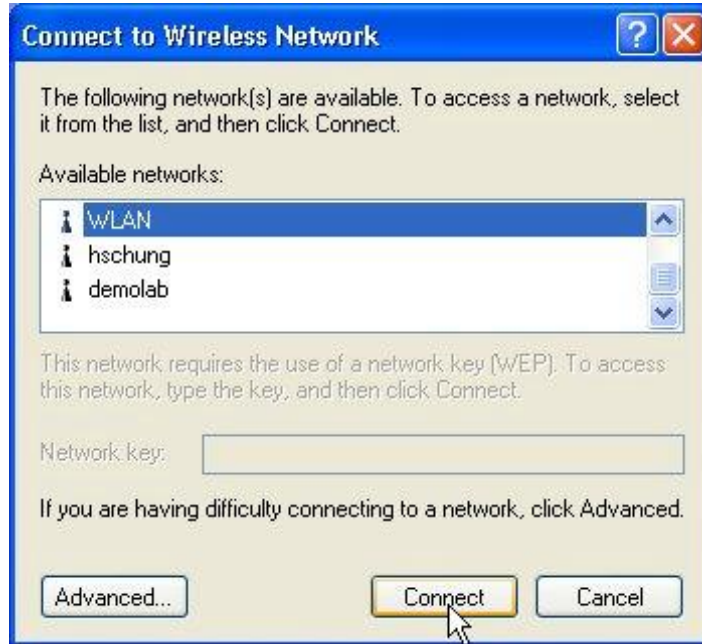 Connect to Wireless Network
The following network(s) are available. To access a network, select
it from the list, and then click Connect.
Available networks:
WLAN
hschung
demolab
This network requires the use of a network key (WEP). To access
this network, type the key, and then click Connect.
Network key:
If you are having difficulty connecting to a network, click Advanced.
Advanced... Connect Cancel